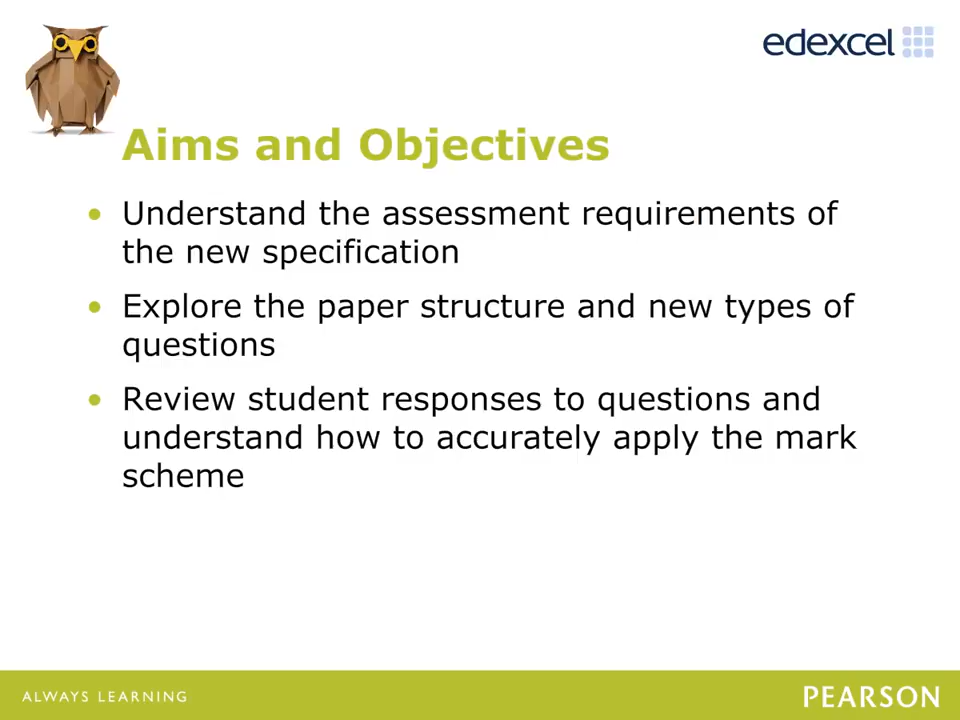 edexcel
Aims and Objectives
• Understand the assessment requirements of
the new specification
• Explore the paper structure and new types of
questions
• Review student responses to questions and
understand how to accurately apply the mark
scheme
ALWAYS LEARNING
PEARSON